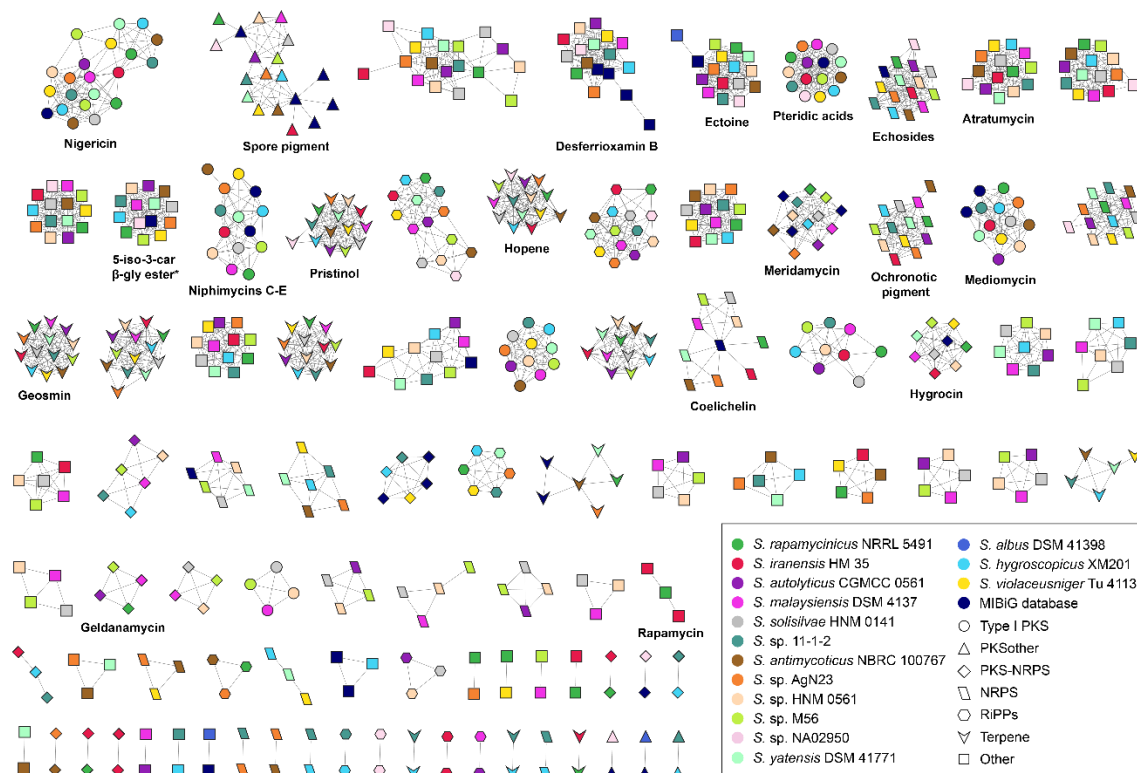 Nigericin
Spore pigment
Desferrioxamin B
Ectoine
Pteridic acids
Echosides
Atratumycin
5-iso-3-car
β-gly ester*
Niphimycins C-E
Pristinol
Hopene
Meridamycin
Ochronotic
pigment
Mediomycin
Geosmin
Coelichelin
Hygrocin
Geldanamycin
Rapamycin
S. rapamycinicus NRRL 5491
S. iranensis HM 35
S. autolyticus CGMCC 0561
S. malaysiensis DSM 4137
S. solisilvae HNM 0141
S. sp. 11-1-2
S. antimycoticus NBRC 100767
S. sp. AgN23
S. sp. HNM 0561
S. sp. M56
S. sp. NA02950
S. yatensis DSM 41771
S. albus DSM 41398
S. hygroscopicus XM201
S. violaceusniger Tu 4113
MIBiG database
Type I PKS
PKSother
PKS-NRPS
NRPS
RiPPs
Terpene
Other